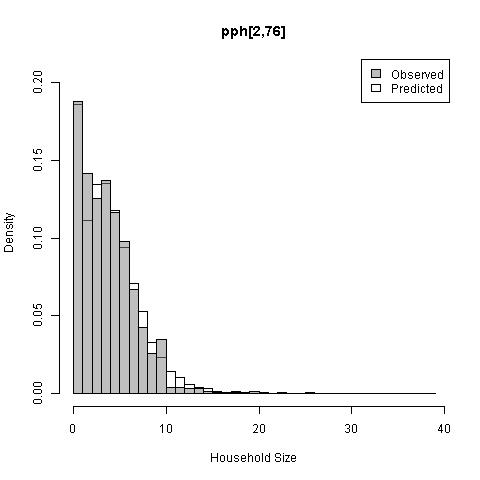 pph[2,76]
Observed
Predicted
Density
0.20
0.15
0.10
0.05
0.00
0 10 20 30 40
Household Size